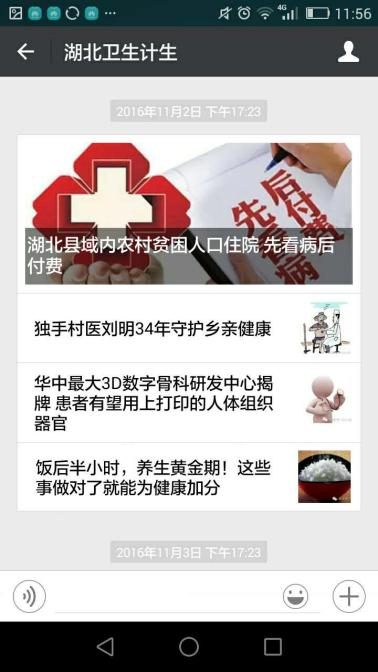 4G
11:56
湖北卫生计生
2016年11月2日 下午17:23
先看病
后付费
湖北县域内农村贫困人口住院 先看病后
付费
独手村医刘明34年守护乡亲健康
华中最大3D数字骨科研发中心揭
牌 患者有望用上打印的人体组织
器官
饭后半小时，养生黄金期！这些
事做对了就能为健康加分
2016年11月3日 下午17:23